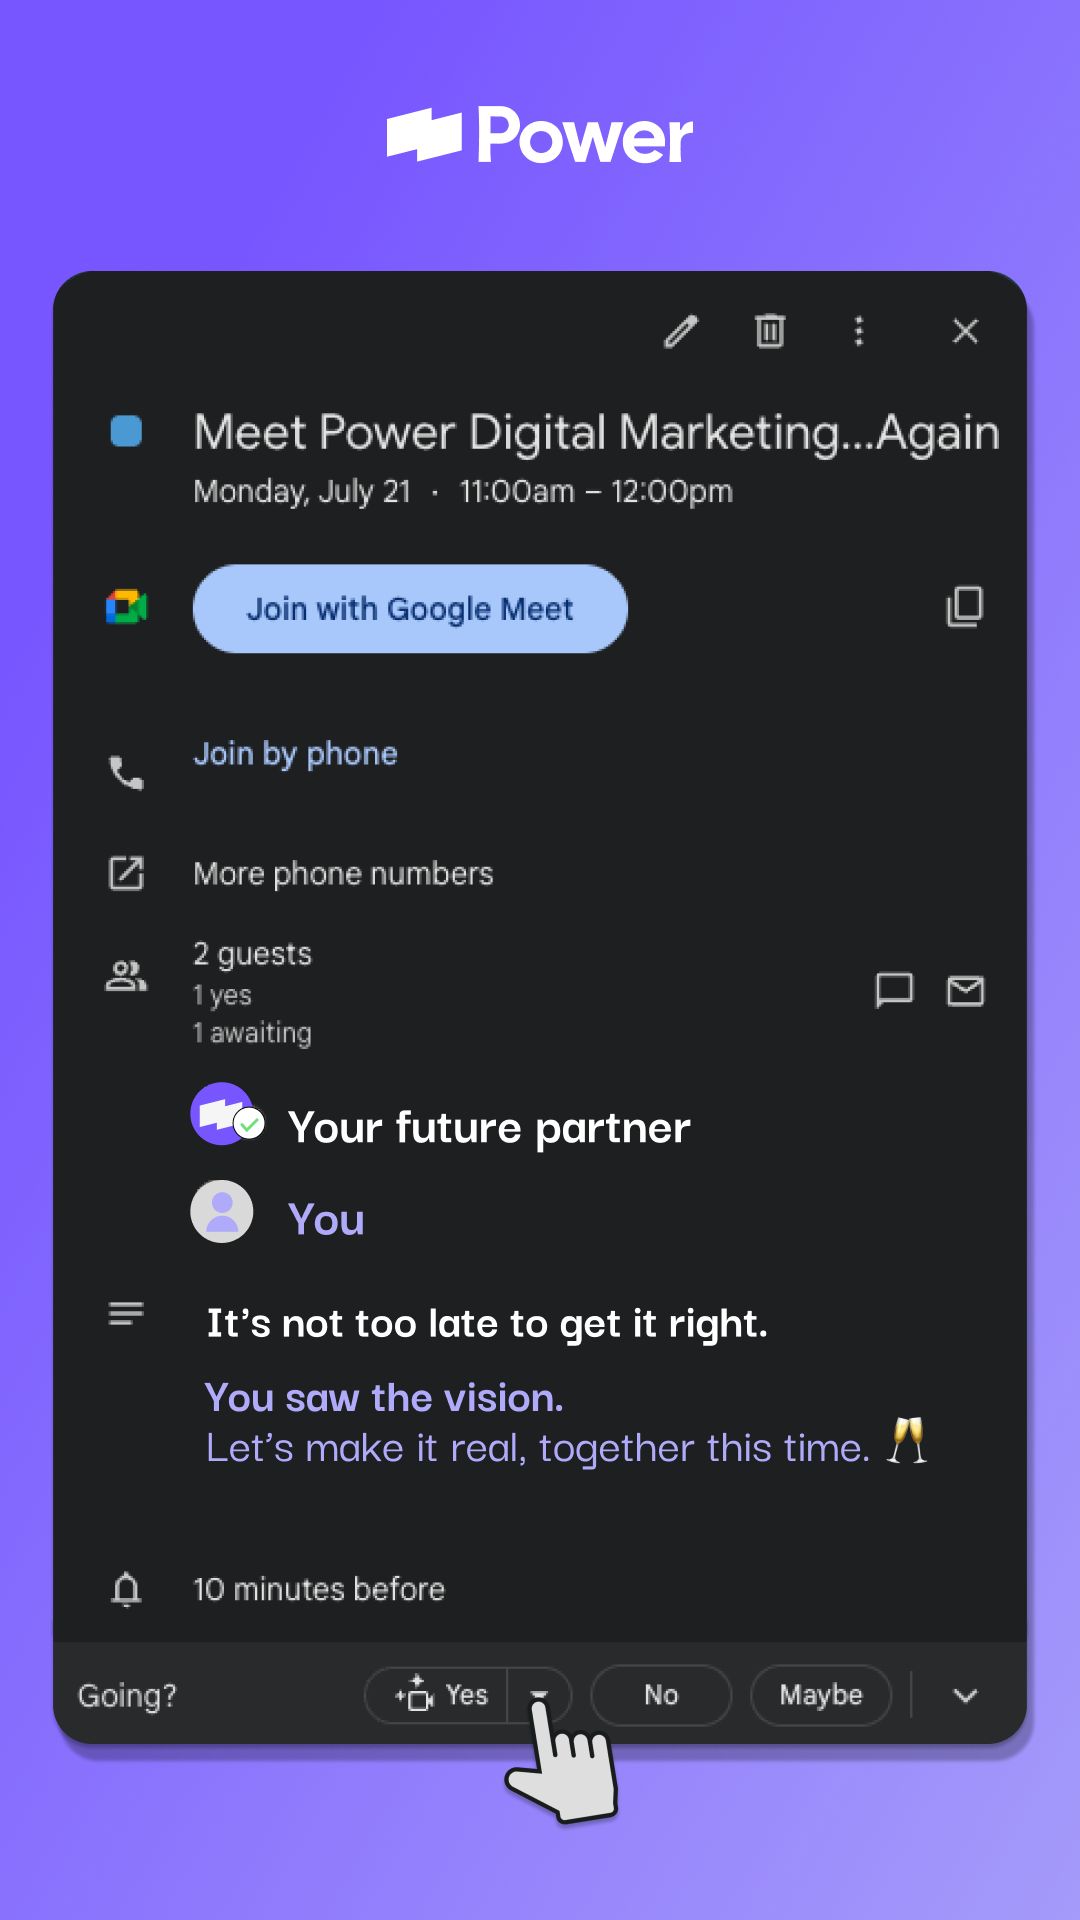 Power
Meet Power Digital Marketing...Again
Monday, July 21 · 11:00am – 12:00pm
Join with Google Meet
Join by phone
More phone numbers
2 guests
1 yes
1 awaiting
Your future partner
You
It's not too late to get it right.
You saw the vision.
Let's make it real, together this time. 🥂
10 minutes before
Going?
Yes
No
Maybe